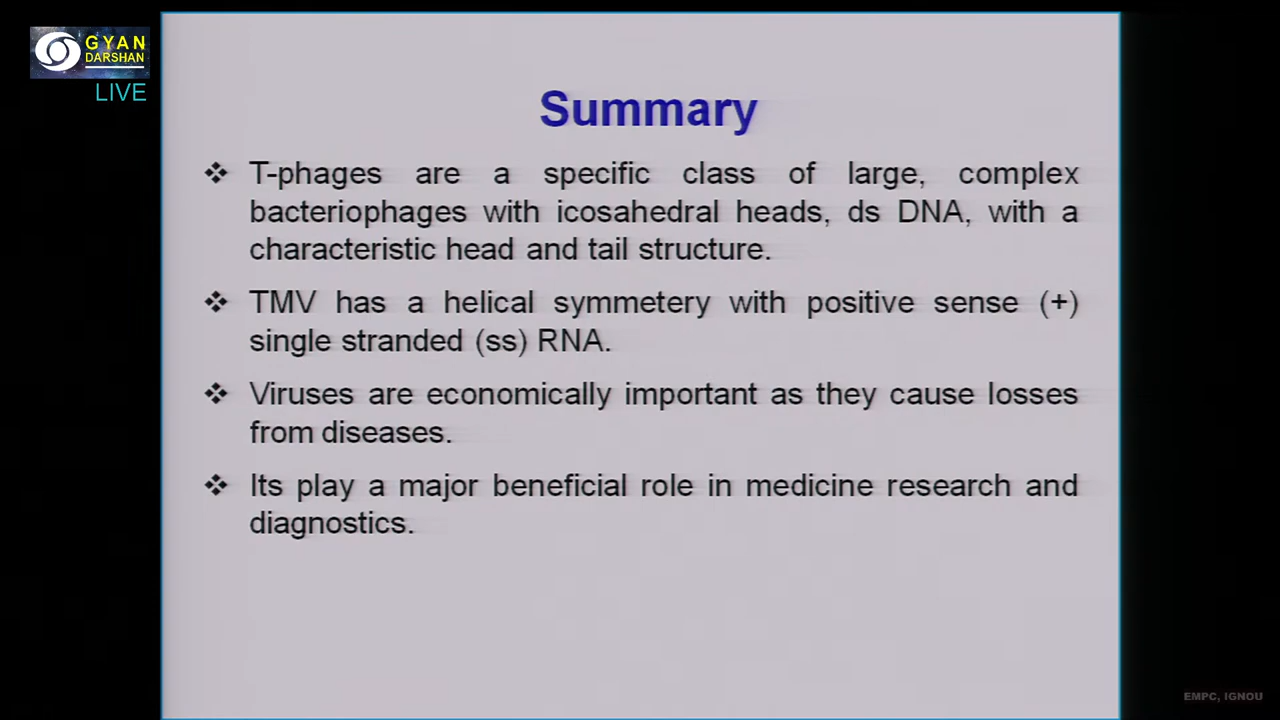 GYAN
DARSHAN
LIVE
Summary
❖ T-phages are a specific class of large, complex
bacteriophages with icosahedral heads, ds DNA, with a
characteristic head and tail structure.
❖ TMV has a helical symmetery with positive sense (+)
single stranded (ss) RNA.
❖ Viruses are economically important as they cause losses
from diseases.
❖ Its play a major beneficial role in medicine research and
diagnostics.
EMPC, IGNOU